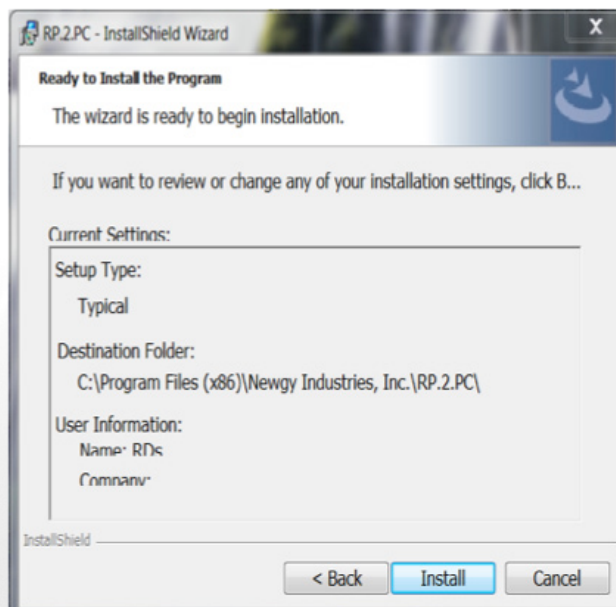 RP.2.PC - InstallShield Wizard
X
Ready to Install the Program
The wizard is ready to begin installation.
If you want to review or change any of your installation settings, click B...
Current Settings:
Setup Type:
Typical
Destination Folder:
C:\Program Files (x86)\Newgy Industries, Inc.\RP.2.PC\
User Information:
Name: RDs
Company:
InstallShield
< Back
Install
Cancel